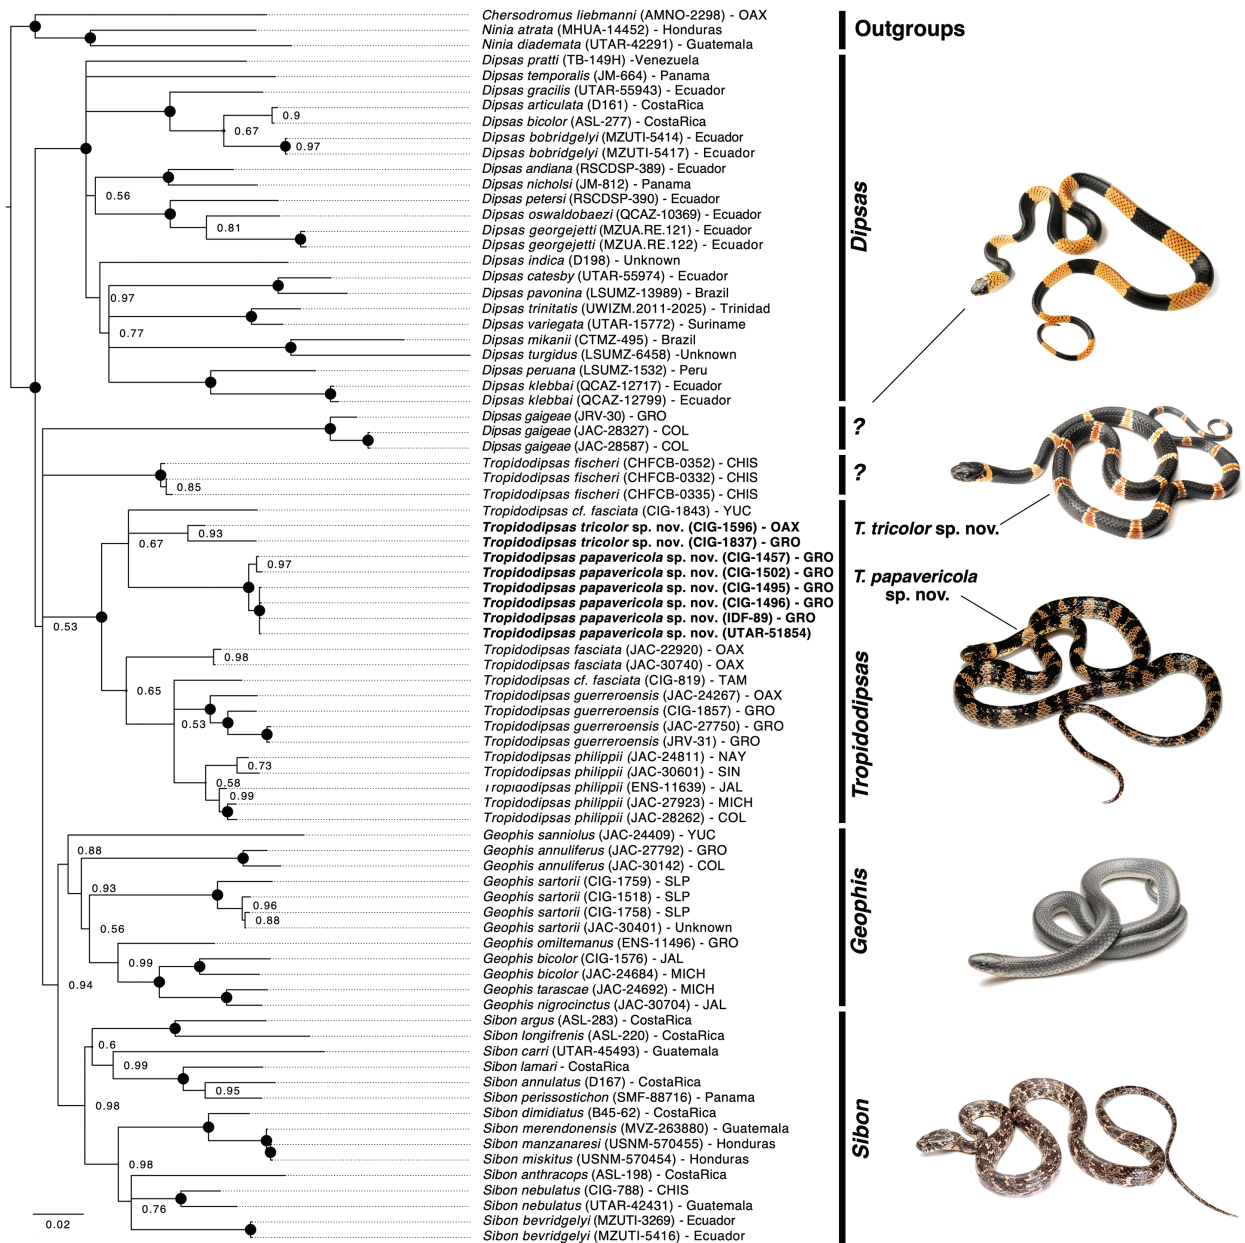 Chersodromus liebmanni (AMNO-2298) - OAX
Ninia atrata (MHUA-14452) - Honduras
Ninia diademata (UTAR-42291) - Guatemala
Outgroups
Dipsas pratti (TB-149H) -Venezuela
Dipsas temporalis (JM-664) - Panama
Dipsas gracilis (UTAR-55943) - Ecuador
Dipsas articulata (D161) - CostaRica
0.9
Dipsas bicolor (ASL-277) - CostaRica
0.67
Dipsas bobridgelyi (MZUTI-5414) - Ecuador
0.97
Dipsas bobridgelyi (MZUTI-5417) - Ecuador
Dipsas andiana (RSCDSP-389) - Ecuador
Dipsas nicholsi (JM-812) - Panama
0.56
Dipsas petersi (RSCDSP-390) - Ecuador
Dipsas oswaldobaezi (QCAZ-10369) - Ecuador
0.81
Dipsas georgejetti (MZUA.RE.121) - Ecuador
Dipsas georgejetti (MZUA.RE.122) - Ecuador
Dipsas
Dipsas indica (D198) - Unknown
Dipsas catesby (UTAR-55974) - Ecuador
Dipsas pavonina (LSUMZ-13989) - Brazil
0.97
Dipsas trinitatis (UWIZM.2011-2025) - Trinidad
Dipsas variegata (UTAR-15772) - Suriname
0.77
Dipsas mikanii (CTMZ-495) - Brazil
Dipsas turgidus (LSUMZ-6458) -Unknown
Dipsas peruana (LSUMZ-1532) - Peru
Dipsas klebbai (QCAZ-12717) - Ecuador
Dipsas klebbai (QCAZ-12799) - Ecuador
Dipsas gaigeae (JRV-30) - GRO
Dipsas gaigeae (JAC-28327) - COL
?
Dipsas gaigeae (JAC-28587) - COL
Tropidodipsas fischeri (CHFCB-0352) - CHIS
Tropidodipsas fischeri (CHFCB-0332) - CHIS
?
0.85
Tropidodipsas fischeri (CHFCB-0335) - CHIS
Tropidodipsas cf. fasciata (CIG-1843) - YUC
Tropidodipsas tricolor sp. nov. (CIG-1596) - OAX
0.93
T. tricolor sp. nov.
Tropidodipsas tricolor sp. nov. (CIG-1837) - GRO
0.67
Tropidodipsas papavericola sp. nov. (CIG-1457) - GRO
0.97
Tropidodipsas papavericola sp. nov. (CIG-1502) - GRO
T. papavericola
sp. nov.
Tropidodipsas papavericola sp. nov. (CIG-1495) - GRO
Tropidodipsas papavericola sp. nov. (CIG-1496) - GRO
Tropidodipsas papavericola sp. nov. (IDF-89) - GRO
0.53
Tropidodipsas papavericola sp. nov. (UTAR-51854)
Tropidodipsas fasciata (JAC-22920) - OAX
0.98
Tropidodipsas fasciata (JAC-30740) - OAX
Tropidodipsas cf. fasciata (CIG-819) - TAM
0.65
Tropidodipsas guerreroensis (JAC-24267) - OAX
Tropidodipsas guerreroensis (CIG-1857) - GRO
0.53
Tropidodipsas guerreroensis (JAC-27750) - GRO
Tropidodipsas guerreroensis (JRV-31) - GRO
Tropidodipsas
Tropidodipsas philippii (JAC-24811) - NAY
0.73
Tropidodipsas philippii (JAC-30601) - SIN
0.58
Tropidodipsas philippii (ENS-11639) - JAL
0.99
Tropidodipsas philippii (JAC-27923) - MICH
Tropidodipsas philippii (JAC-28262) - COL
Geophis sanniolus (JAC-24409) - YUC
0.88
Geophis annuliferus (JAC-27792) - GRO
Geophis annuliferus (JAC-30142) - COL
Geophis sartorii (CIG-1759) - SLP
0.93
Geophis sartorii (CIG-1518) - SLP
0.96
Geophis sartorii (CIG-1758) - SLP
0.88
Geophis sartorii (JAC-30401) - Unknown
0.56
Geophis
Geophis omiltemanus (ENS-11496) - GRO
Geophis bicolor (CIG-1576) - JAL
0.99
Geophis bicolor (JAC-24684) - MICH
0.94
Geophis tarascae (JAC-24692) - MICH
Geophis nigrocinctus (JAC-30704) - JAL
Sibon argus (ASL-283) - CostaRica
Sibon longifrenis (ASL-220) - CostaRica
0.6
Sibon carri (UTAR-45493) - Guatemala
0.99
Sibon lamari - CostaRica
Sibon annulatus (D167) - CostaRica
0.95
Sibon perissostichon (SMF-88716) - Panama
0.98
Sibon dimidiatus (B45-62) - CostaRica
Sibon merendonensis (MVZ-263880) - Guatemala
Sibon
Sibon manzanaresi (USNM-570455) - Honduras
Sibon miskitus (USNM-570454) - Honduras
0.98
Sibon anthracops (ASL-198) - CostaRica
Sibon nebulatus (CIG-788) - CHIS
0.76
Sibon nebulatus (UTAR-42431) - Guatemala
Sibon bevridgelyi (MZUTI-3269) - Ecuador
0.02
Sibon bevridgelyi (MZUTI-5416) - Ecuador